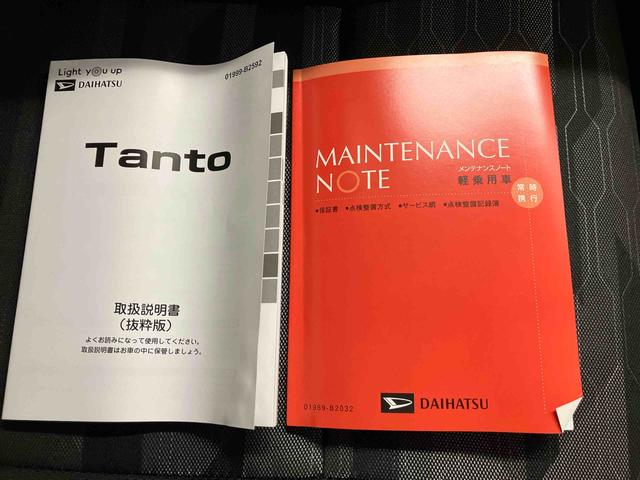 Light you up
DAIHATSU
01999-B2592
Tanto
取扱説明書
(抜粋版)
よくお読みになって使用してください。
取扱説明書はお車の中に保管しましょう。
MAINTENANCE
NOTE
メンテナンスノート
軽乗用車
常時
携行
●保証書 ●点検整備方式 ●サービス網 ●点検整備記録簿
01989-B2032
DAIHATSU